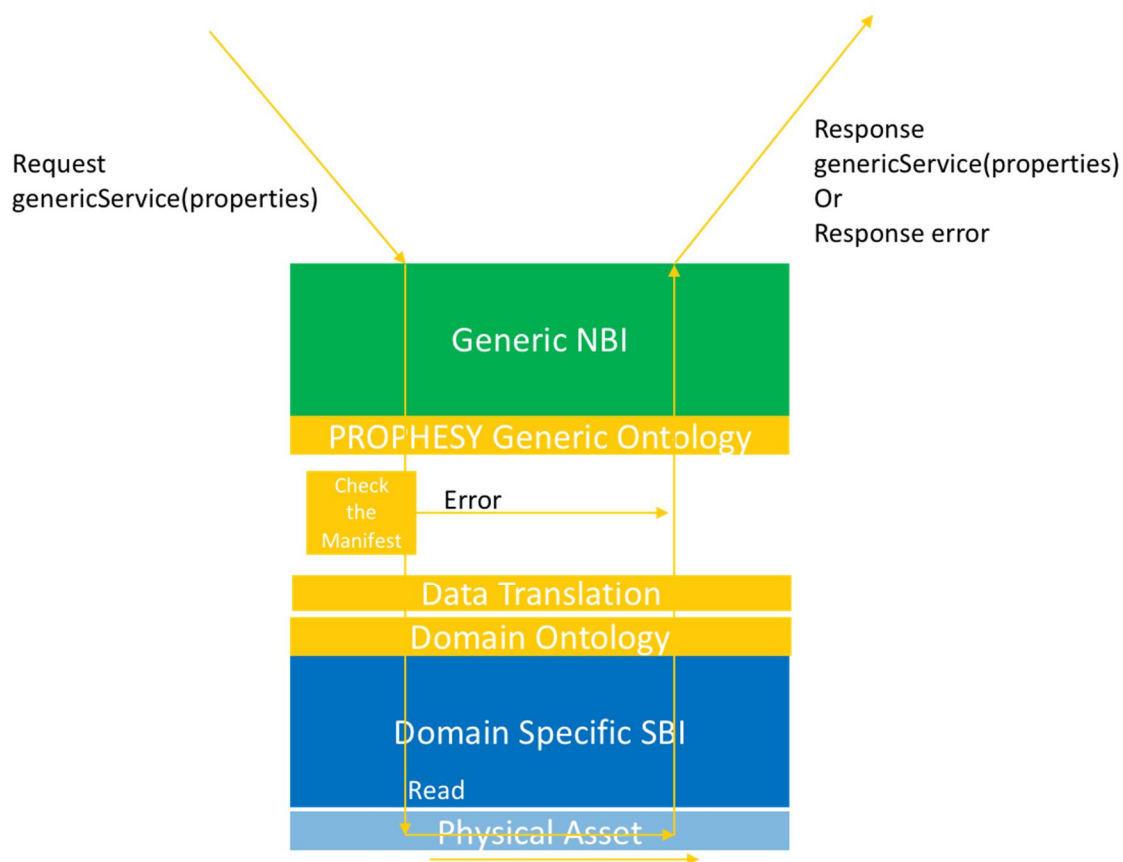 Request
genericService(properties)
Response
genericService(properties)
Or
Response error
Generic NBI
PROPHESY Generic Ontology
Check
the
Manifest
Error
Data Translation
Domain Ontology
Domain Specific SBI
Read
Physical Asset